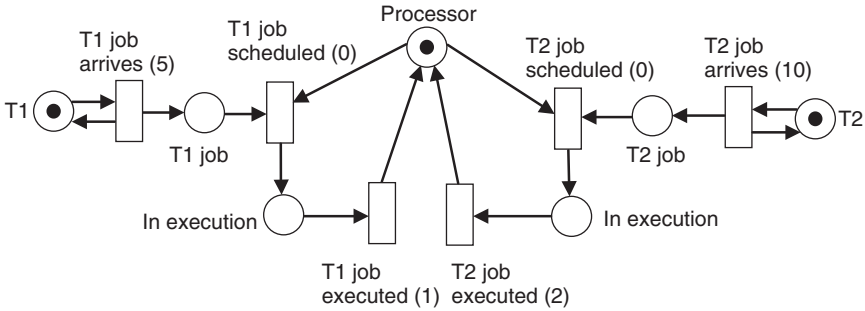 Processor
T1 job
arrives (5)
T1 job
scheduled (0)
T2 job
scheduled (0)
T2 job
arrives (10)
T1
T2
T1 job
T2 job
In execution
In execution
T1 job
executed (1)
T2 job
executed (2)